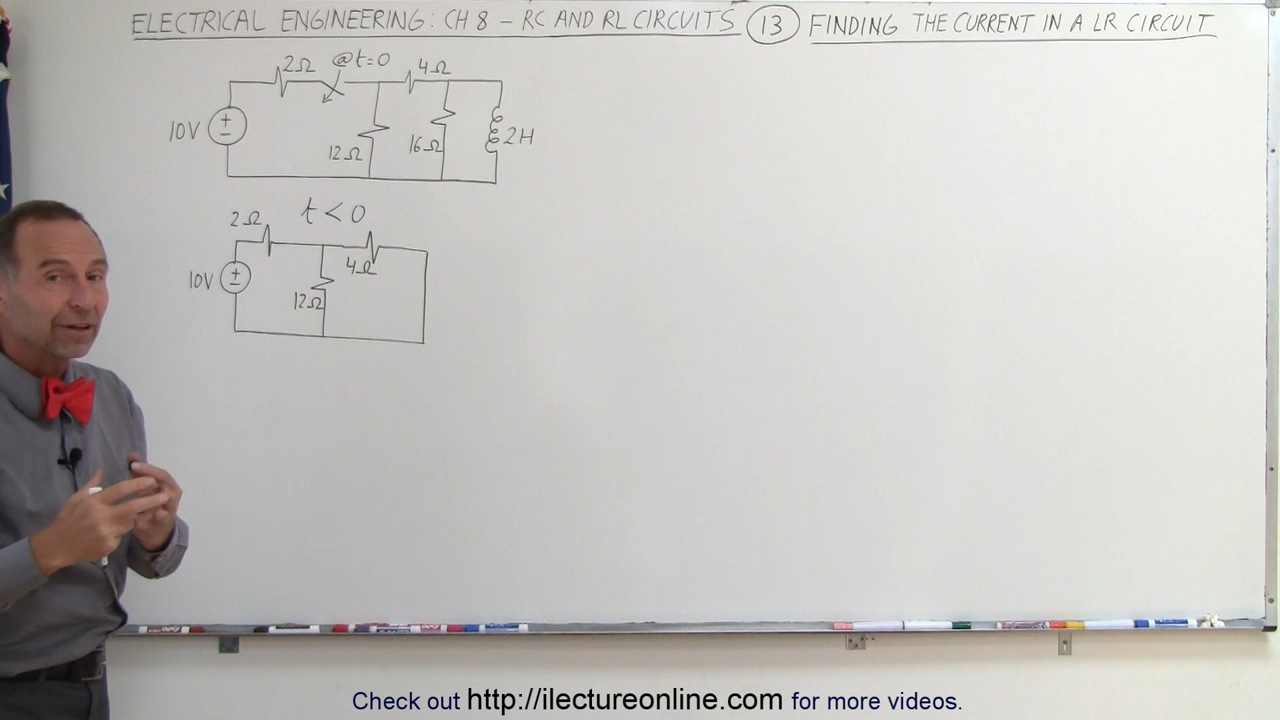 ELECTRICAL ENGINEERING: CH 8 – RC AND RL CIRCUITS 13 FINDING THE CURRENT IN A LR CIRCUIT
2Ω @t=0 4Ω
10V + − 12Ω 16Ω 2H
t < 0
2Ω
4Ω
10V + − 12Ω
Check out http://ilectureonline.com for more videos.